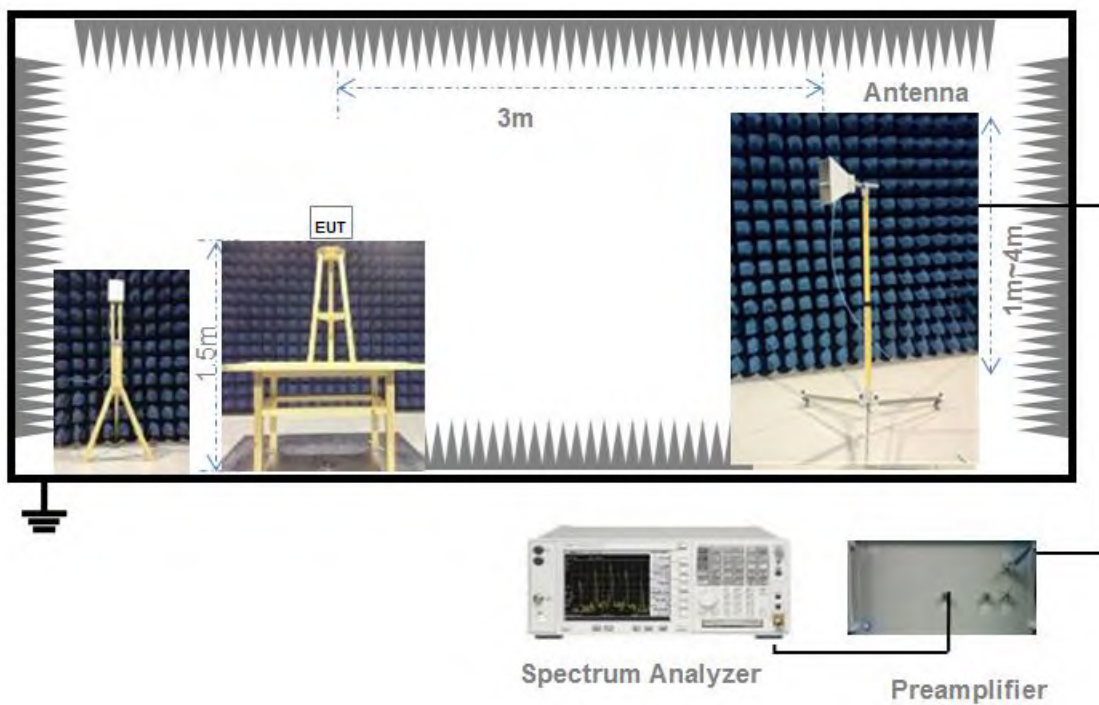 3m
Antenna
EUT
1.5m
1m~4m
Spectrum Analyzer
Preamplifier